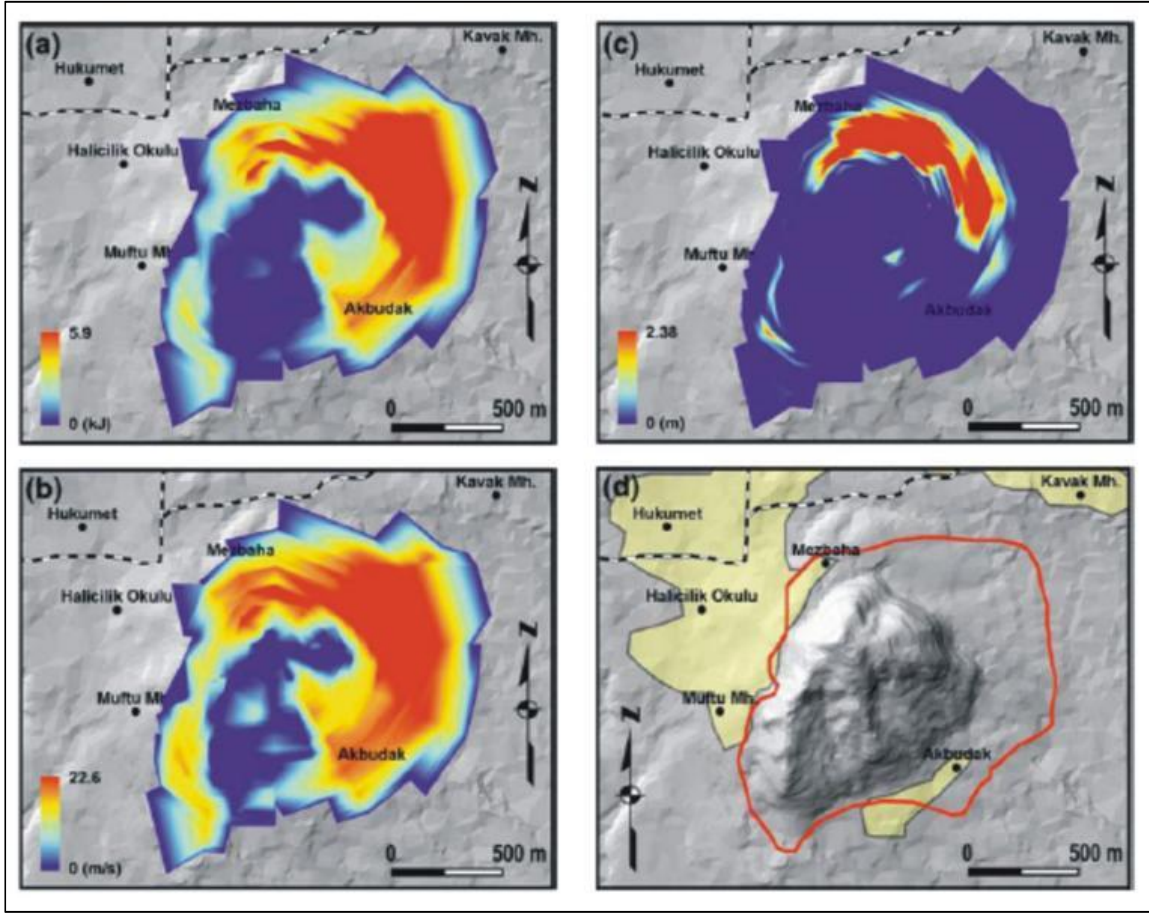 (a)
Kavak Mh.
Hukumet
Mezbaha
Halicilik Okulu
N
Muftu Mh
Akbudak
5.9
0 (kJ)
0
500 m
(c)
Kavak Mh.
Hukumet
Mezbaha
Halicilik Okulu
N
Muftu Mh
Akbudak
2.38
0 (m)
0
500 m
(b)
Kavak Mh.
Hukumet
Mezbaha
Halicilik Okulu
N
Muftu Mh
Akbudak
22.6
0 (m/s)
0
500 m
(d)
Kavak Mh.
Hukumet
Mezbaha
Halicilik Okulu
Muftu Mh.
N
Akbudak
0
500 m